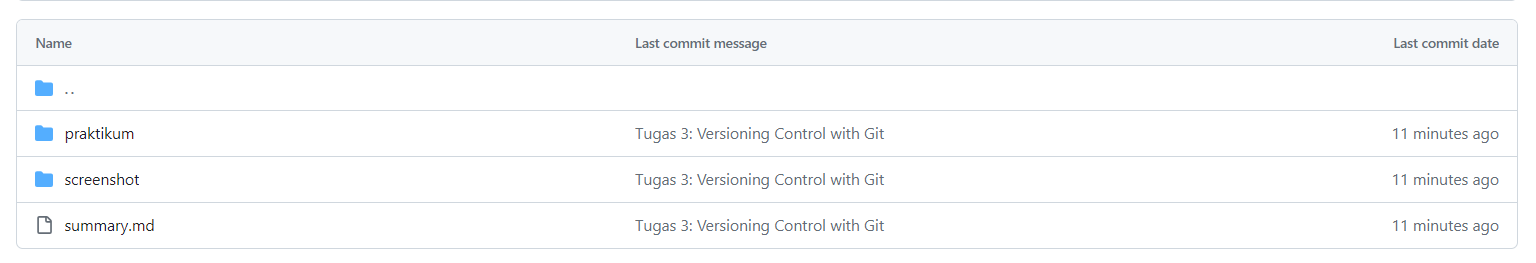 Name Last commit message Last commit date
..
praktikum Tugas 3: Versioning Control with Git 11 minutes ago
screenshot Tugas 3: Versioning Control with Git 11 minutes ago
summary.md Tugas 3: Versioning Control with Git 11 minutes ago